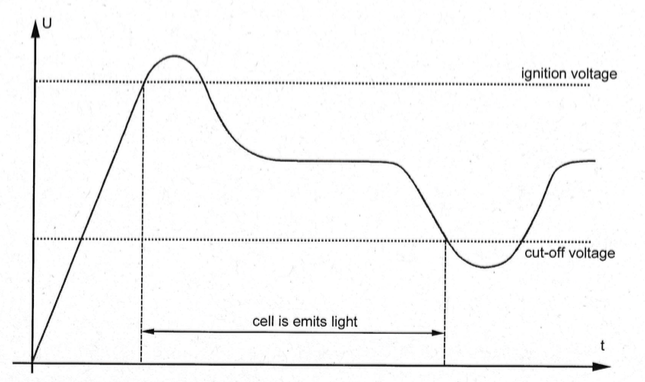 U
ignition voltage
cut-off voltage
cell is emits light
t